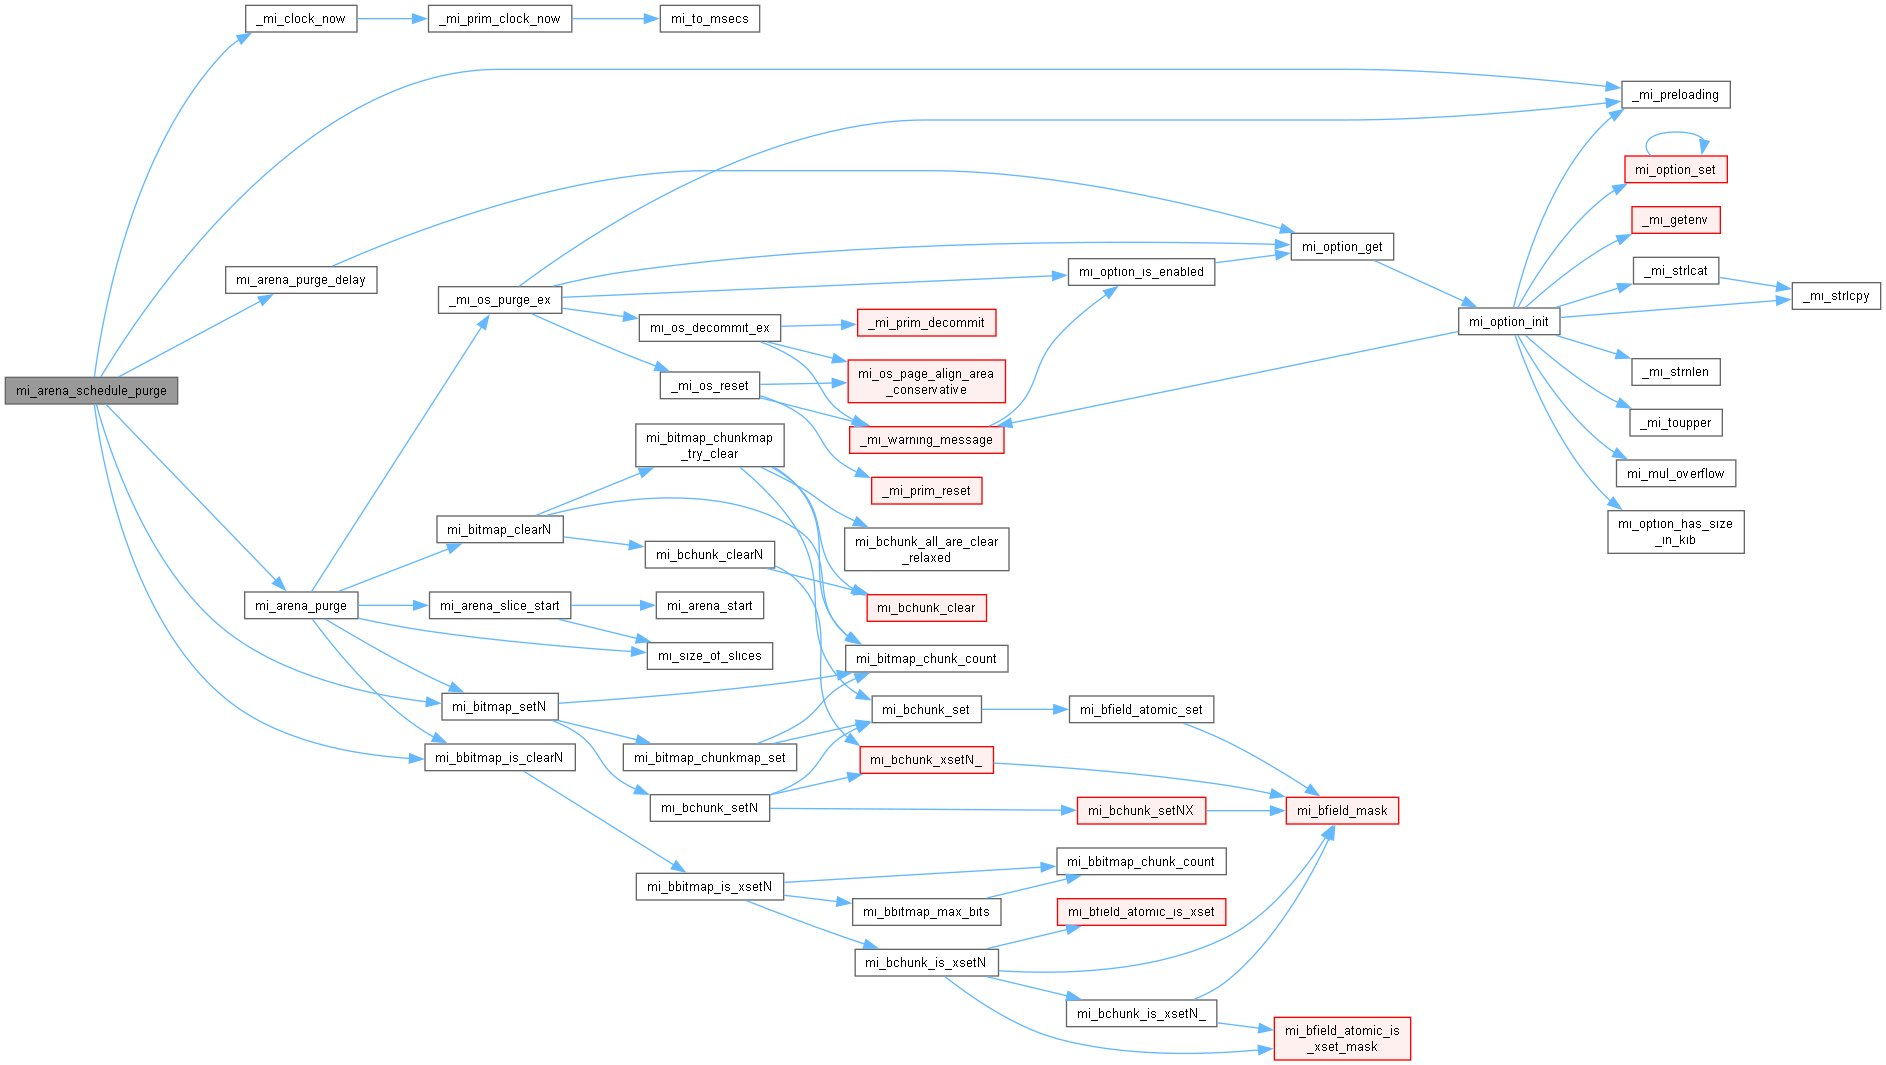 _mi_clock_now
_mi_prim_clock_now
mi_to_msecs
_mi_preloading
mi_option_set
_mi_getenv
mi_option_get
_mi_strlcat
mi_option_is_enabled
mi_arena_purge_delay
_mi_os_purge_ex
_mi_strlcpy
mi_option_init
_mi_prim_decommit
mi_os_decommit_ex
_mi_strnlen
mi_os_page_align_area
_conservative
_mi_os_reset
mi_arena_schedule_purge
_mi_toupper
_mi_warning_message
mi_bitmap_chunkmap
_try_clear
mi_mul_overflow
_mi_prim_reset
mi_option_has_size
_in_kib
mi_bitmap_clearN
mi_bchunk_all_are_clear
_relaxed
mi_bchunk_clearN
mi_arena_purge
mi_arena_slice_start
mi_arena_start
mi_bchunk_clear
mi_size_of_slices
mi_bitmap_chunk_count
mi_bitmap_setN
mi_bchunk_set
mi_bfield_atomic_set
mi_bbitmap_is_clearN
mi_bitmap_chunkmap_set
mi_bchunk_xsetN_
mi_bchunk_setN
mi_bchunk_setNX
mi_bfield_mask
mi_bbitmap_chunk_count
mi_bbitmap_is_xsetN
mi_bbitmap_max_bits
mi_bfield_atomic_is_xset
mi_bchunk_is_xsetN
mi_bchunk_is_xsetN_
mi_bfield_atomic_is
_xset_mask